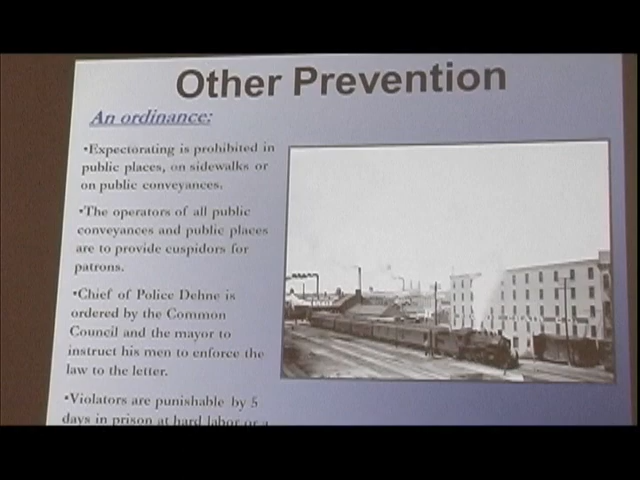 Other Prevention
An ordinance:
•Expectorating is prohibited in
public places, on sidewalks or
on public conveyances.
•The operators of all public
conveyances and public places
are to provide cuspidors for
patrons.
•Chief of Police Dehne is
ordered by the Common
Council and the mayor to
instruct his men to enforce the
law to the letter.
•Violators are punishable by 5
days in prison at hard labor or a